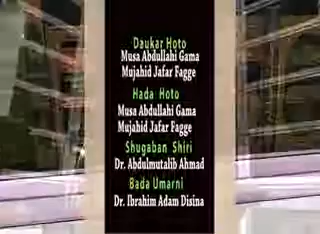 Daukar Hoto
Musa Abdullahi Gama
Mujahid Jafar Fagge
Hada Hoto
Musa Abdullahi Gama
Mujahid Jafar Fagge
Shugaban Shiri
Dr. Abdulmutalib Ahmad
Bada Umarni
Dr. Ibrahim Adam Disina